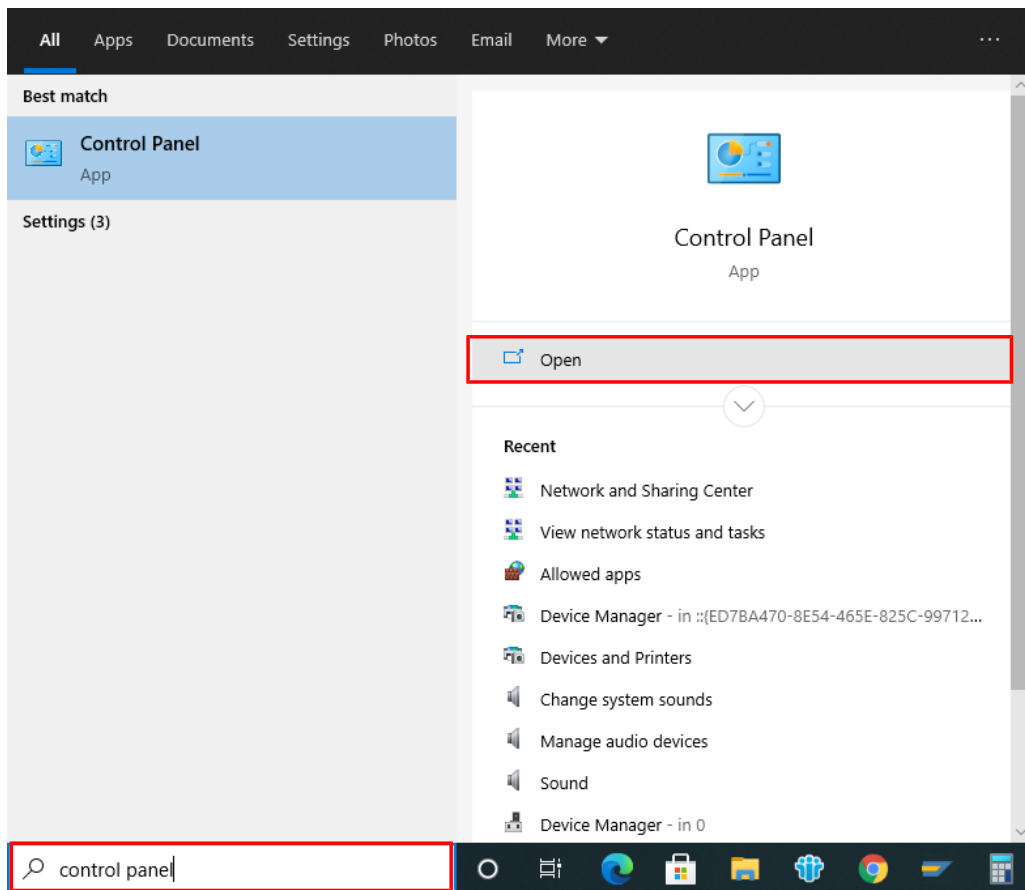 All Apps Documents Settings Photos Email More
Best match
Control Panel
App
Settings (3)
Control Panel
App
Open
Recent
Network and Sharing Center
View network status and tasks
Allowed apps
Device Manager - in ::{ED7BA470-8E54-465E-825C-99712...
Devices and Printers
Change system sounds
Manage audio devices
Sound
Device Manager - in 0
control panel